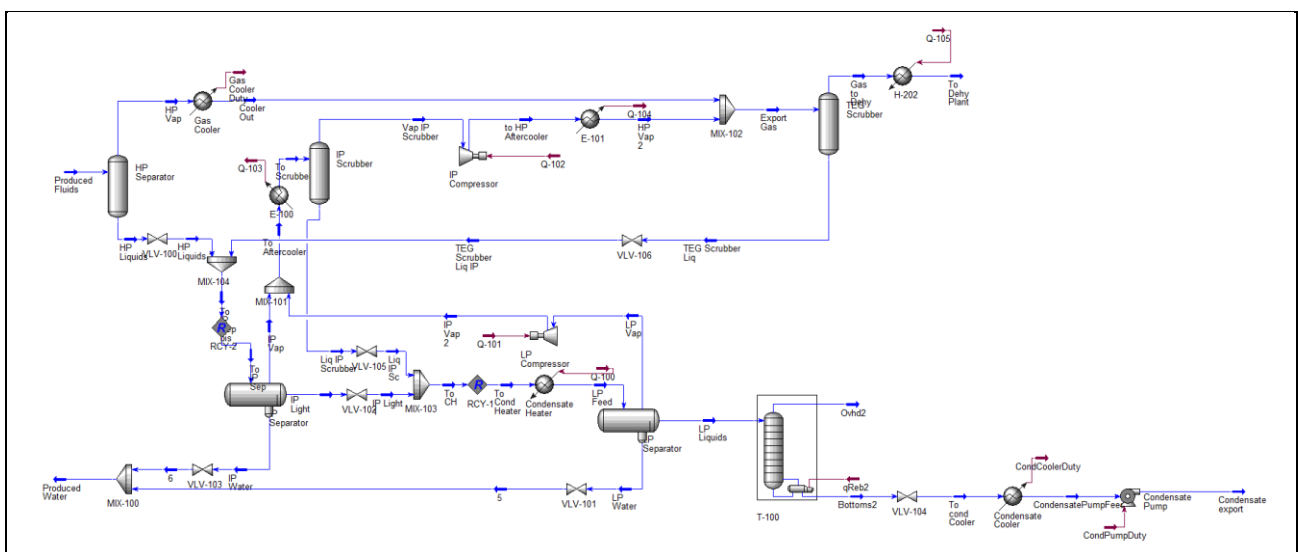 Q-105
Gas
to
Dehy
H-202
To
Dehy
Plant
TEG
Scrubber
HP
Vap
Gas
Cooler
Gas
Cooler
Duty
Cooler
Out
Vap IP
Scrubber
to HP
Aftercooler
E-101
Q-104
HP
Vap
2
MIX-102
Export
Gas
Produced
Fluids
HP
Separator
Q-103
To
Scrubbe
IP
Scrubber
IP
Compressor
Q-102
E-100
HP
Liquids
VLV-100
HP
Liquids
To
Aftercooler
TEG
Scrubber
Liq IP
VLV-106
TEG Scrubber
Liq
MIX-104
MIX-101
RCY-2
IP
Vap
IP
Vap
2
Q-101
LP
Compressor
LP
Vap
Liq IP
Scrubber
VLV-105
Liq
IP
Sc
Q-100
To
Sep
IP
Light
VLV-102
IP Light
MIX-103
To
CH
RCY-1
To
Cond
Heater
Condensate
Heater
LP
Feed
Separator
LP
Separator
LP
Liquids
Ovhd2
Produced
Water
MIX-100
6
VLV-103
IP
Water
5
VLV-101
LP
Water
T-100
qReb2
Bottoms2
VLV-104
To
cond
Cooler
CondCoolerDuty
Condensate
Cooler
CondensatePumpFeed
CondPumpDuty
Condensate
Pump
Condensate
export